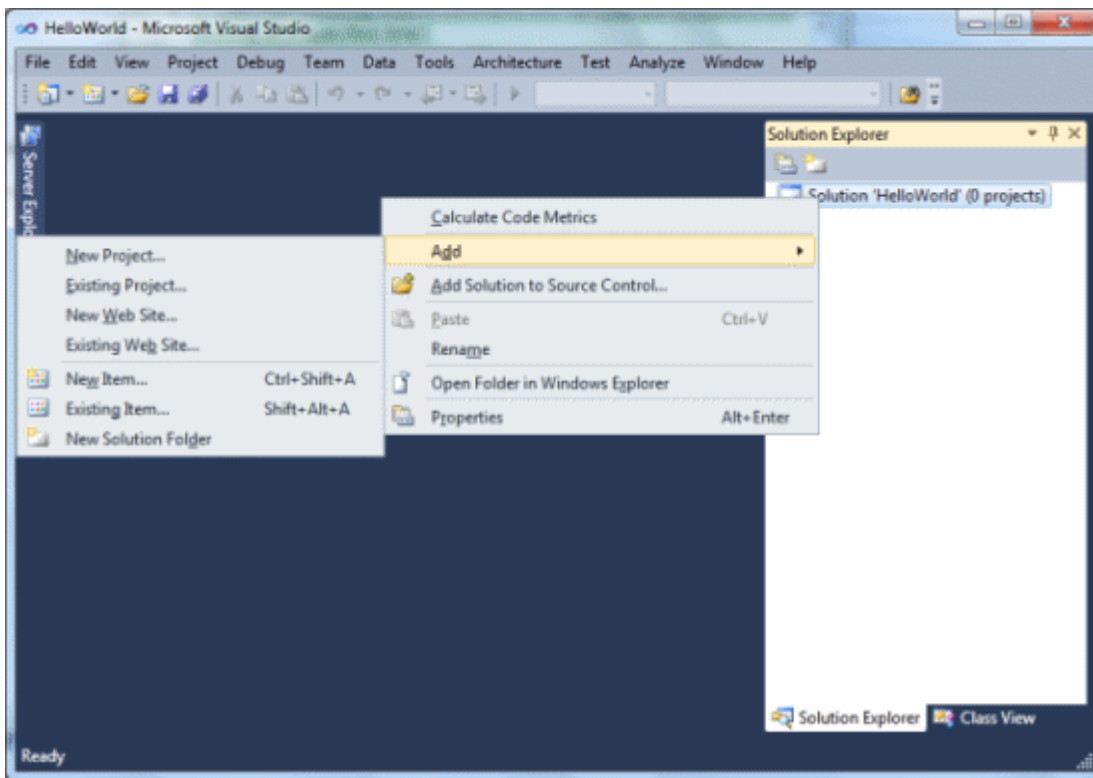 HelloWorld - Microsoft Visual Studio
File Edit View Project Debug Team Data Tools Architecture Test Analyze Window Help
Server Explo
Solution Explorer
Solution 'HelloWorld' (0 projects)
Calculate Code Metrics
Add
Add Solution to Source Control...
Paste Ctrl+V
Rename
Open Folder in Windows Explorer
Properties Alt+Enter
New Project...
Existing Project...
New Web Site...
Existing Web Site...
New Item... Ctrl+Shift+A
Existing Item... Shift+Alt+A
New Solution Folder
Solution Explorer Class View
Ready